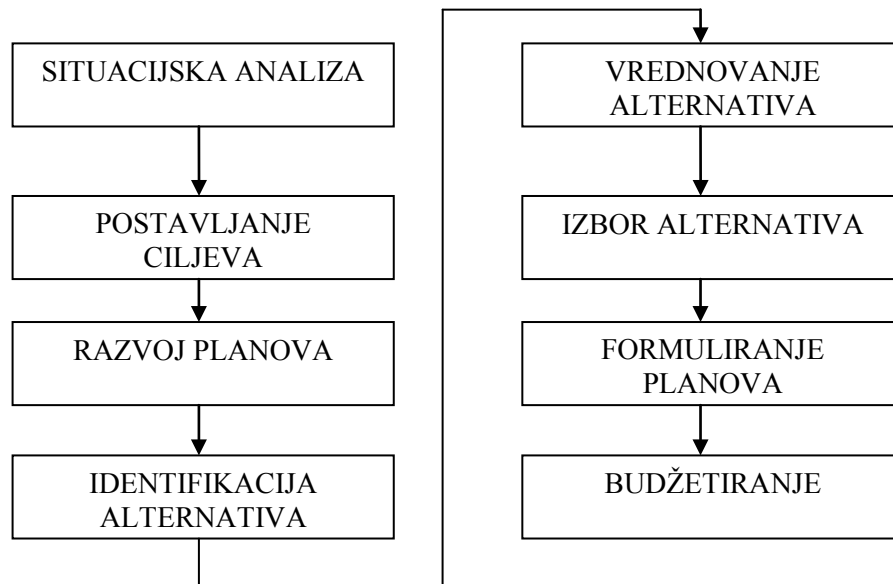 SITUACIJSKA ANALIZA
POSTAVLJANJE
CILJEVA
RAZVOJ PLANOVA
IDENTIFIKACIJA
ALTERNATIVA
VREDNOVANJE
ALTERNATIVA
IZBOR ALTERNATIVA
FORMULIRANJE
PLANOVA
BUDŽETIRANJE